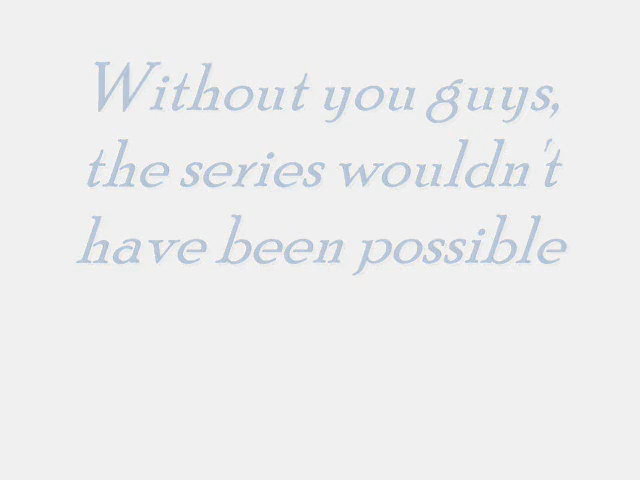 Without you guys,
the series wouldn't
have been possible